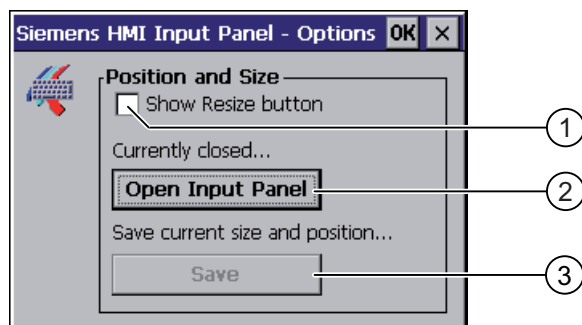 Siemens HMI Input Panel - Options OK ×
Position and Size
Show Resize button
1
Currently closed...
Open Input Panel
2
Save current size and position...
Save
3